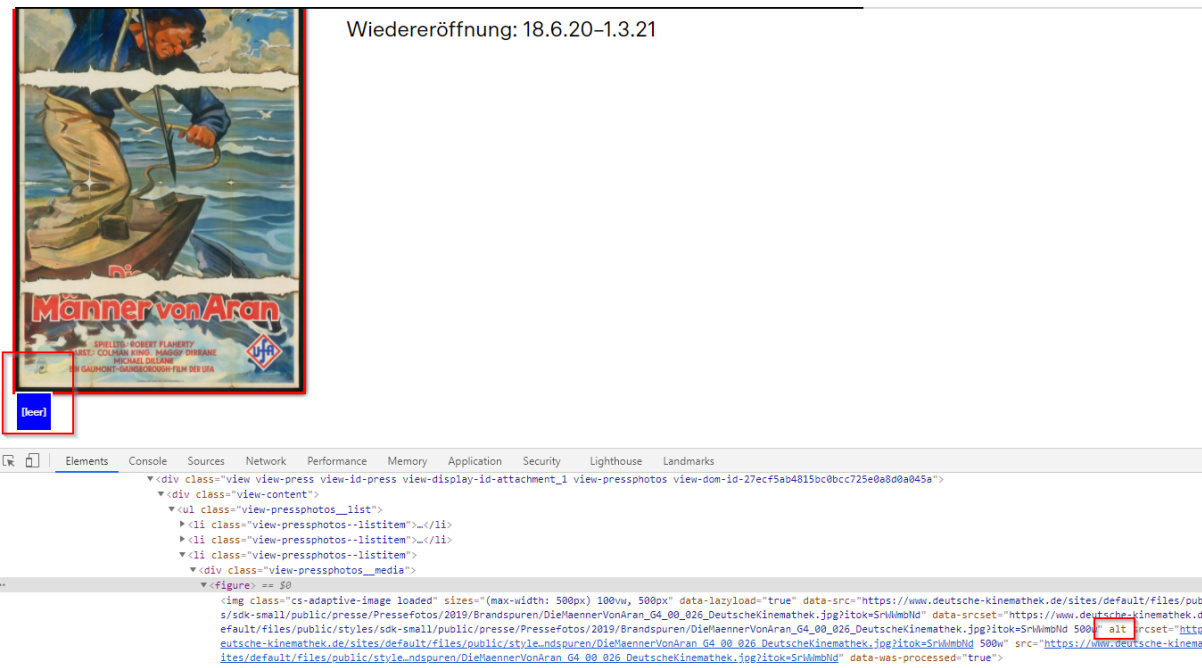 Wiedereröffnung: 18.6.20–1.3.21
Männer von Aran
SPIELLTG: ROBERT FLAHERTY
DARST.: COLMAN KING, MAGGY DIRRANE
MICHAEL DILLANE
EIN GAUMONT-GAINSBOROUGH-FILM DER UFA
UfA
[leer]
Elements Console Sources Network Performance Memory Application Security Lighthouse Landmarks
▼<div class="view view-press view-id-press view-display-id-attachment_1 view-pressphotos view-dom-id-27ecf5ab4815bc0bcc725e0a8d0a045a">
▼<div class="view-content">
▼<ul class="view-pressphotos__list">
▶<li class="view-pressphotos--listitem">…</li>
▶<li class="view-pressphotos--listitem">…</li>
▼<li class="view-pressphotos--listitem">
▼<div class="view-pressphotos__media">
▼<figure> == $0
<img class="cs-adaptive-image loaded" sizes="(max-width: 500px) 100vw, 500px" data-lazyload="true" data-src="https://www.deutsche-kinemathek.de/sites/default/files/pub
s/sdk-small/public/presse/Pressefotos/2019/Brandspuren/DieMaennerVonAran_G4_00_026_DeutscheKinemathek.jpg?itok=SrWWmbNd" data-srcset="https://www.deutsche-kinemathek.d
efault/files/public/styles/sdk-small/public/presse/Pressefotos/2019/Brandspuren/DieMaennerVonAran_G4_00_026_DeutscheKinemathek.jpg?itok=SrWWmbNd 500w" alt srcset="http
eutsche-kinemathek.de/sites/default/files/public/style…ndspuren/DieMaennerVonAran_G4_00_026_DeutscheKinemathek.jpg?itok=SrWWmbNd 500w" src="https://www.deutsche-kinema
ites/default/files/public/style…ndspuren/DieMaennerVonAran_G4_00_026_DeutscheKinemathek.jpg?itok=SrWWmbNd" data-was-processed="true">